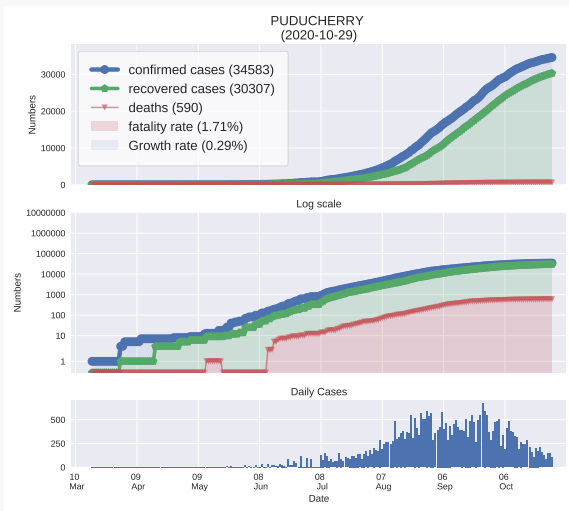 PUDUCHERRY
(2020-10-29)
confirmed cases (34583)
recovered cases (30307)
deaths (590)
fatality rate (1.71%)
Growth rate (0.29%)
Numbers
30000
20000
10000
0
Log scale
Numbers
10000000
1000000
100000
10000
1000
100
10
1
Daily Cases
500
250
0
10 09 09 08 08 07 06 06
Mar Apr May Jun Jul Aug Sep Oct
Date